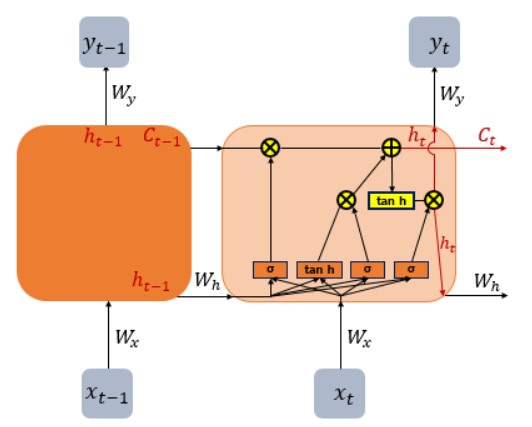 y_{t-1} y_t
W_y W_y
h_{t-1} C_{t-1} h_t C_t
tan h
h_t
σ tan h σ σ
h_{t-1} W_h W_h
W_x W_x
x_{t-1} x_t